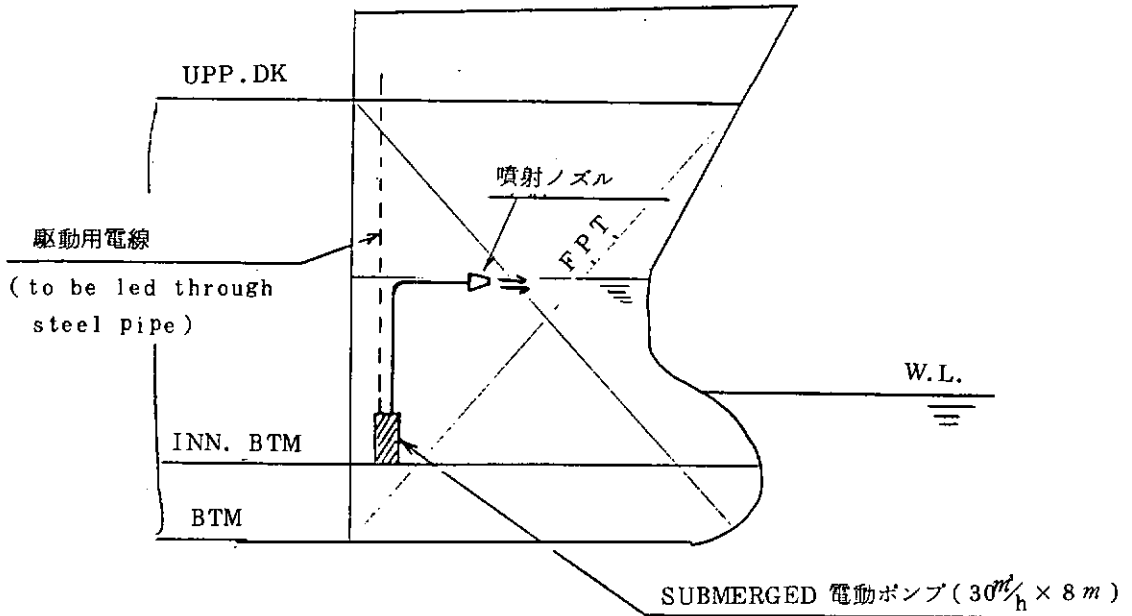 UPP.DK
噴射ノズル
FPT
駆動用電線
(to be led through
steel pipe)
W.L.
INN. BTM
BTM
SUBMERGED 電動ポンプ(30m³/h × 8m)